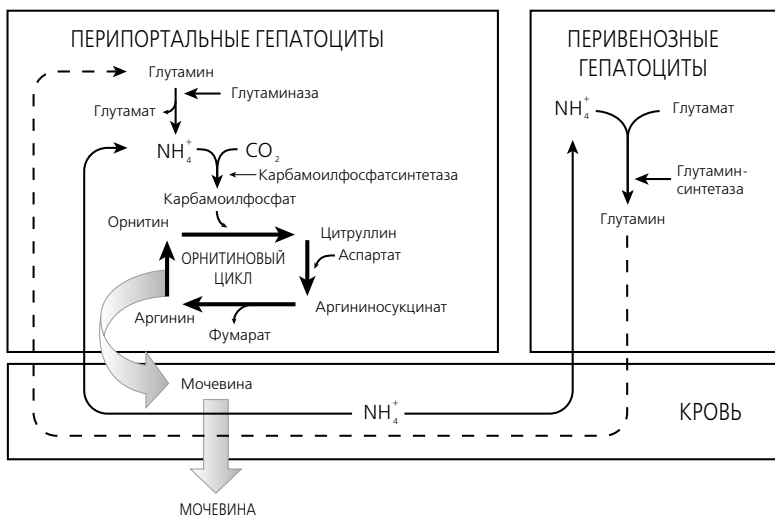 ПЕРИПОРТАЛЬНЫЕ ГЕПАТОЦИТЫ
Глутамин
Глутаминаза
Глутамат
NH₄⁺
CO₂
Карбамоилфосфатсинтетаза
Карбамоилфосфат
Орнитин
Цитруллин
ОРНИТИНОВЫЙ
ЦИКЛ
Аспартат
Аргинин
Аргининосукцинат
Фумарат
ПЕРИВЕНОЗНЫЕ
ГЕПАТОЦИТЫ
NH₄⁺
Глутамат
Глутамин-
синтетаза
Глутамин
Мочевина
NH₄⁺
КРОВЬ
МОЧЕВИНА